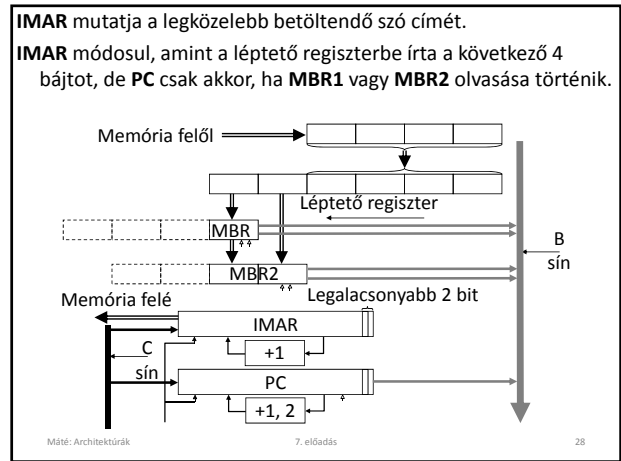 IMAR mutatja a legközelebb betöltendő szó címét.
IMAR módosul, amint a léptető regiszterbe írta a következő 4
bájtot, de PC csak akkor, ha MBR1 vagy MBR2 olvasása történik.
Memória felől
Léptető regiszter
MBR
B
sín
MBR2
Legalacsonyabb 2 bit
Memória felé
IMAR
+1
C
sín
PC
+1, 2
Máté: Architektúrák
7. előadás
28